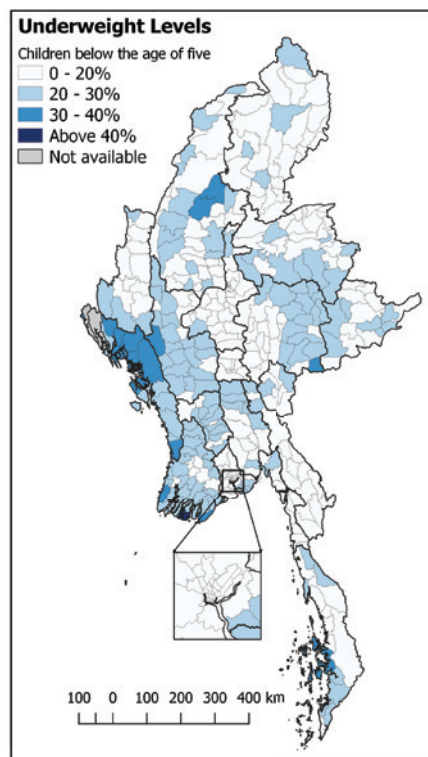 Underweight Levels
Children below the age of five
0 - 20%
20 - 30%
30 - 40%
Above 40%
Not available
100 0 100 200 300 400 km